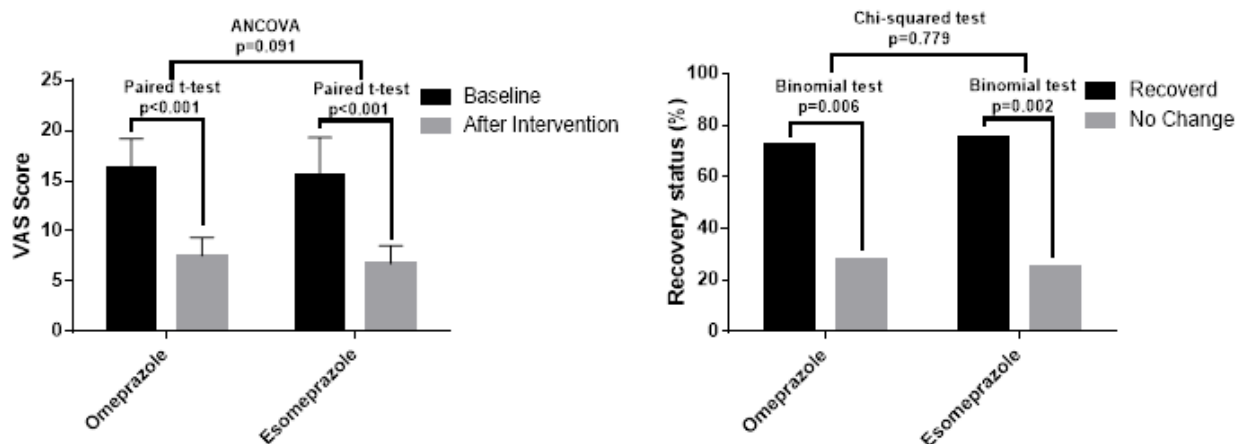 ANCOVA
p=0.091
Paired t-test
p<0.001
Paired t-test
p<0.001
Baseline
After Intervention
VAS Score
25
20
15
10
5
0
Omeprazole
Esomeprazole
Chi-squared test
p=0.779
Binomial test
p=0.006
Binomial test
p=0.002
Recoverd
No Change
Recovery status (%)
100
80
60
40
20
0
Omeprazole
Esomeprazole